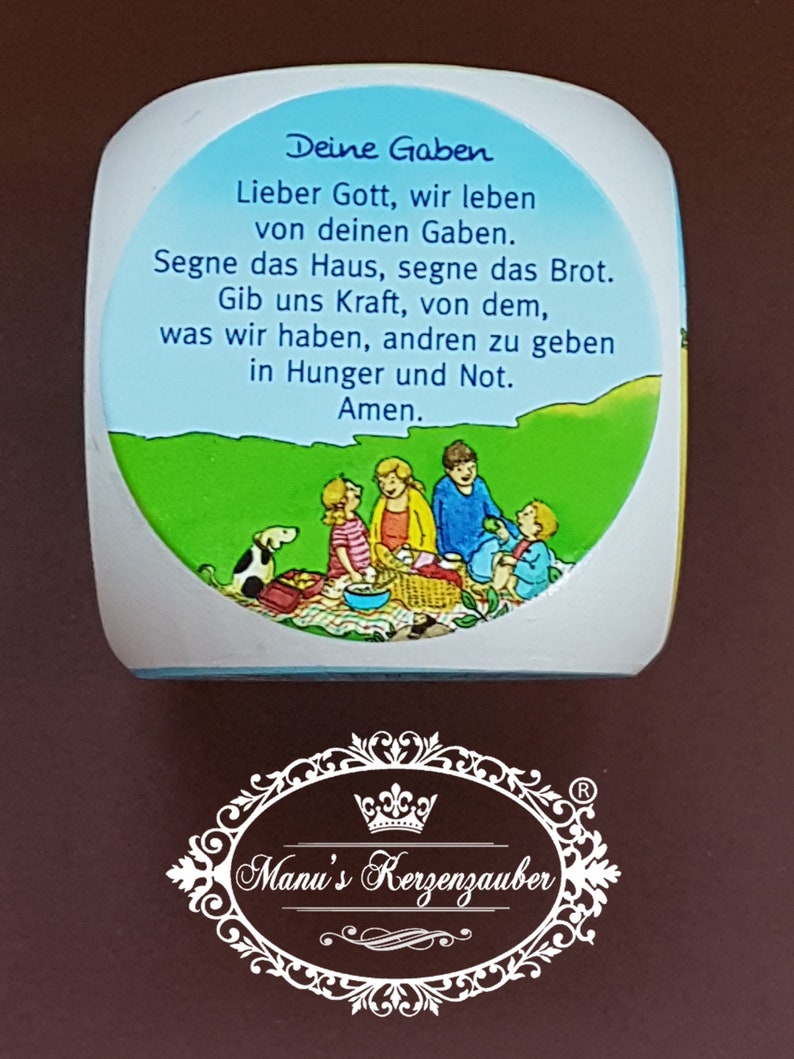 Deine Gaben
Lieber Gott, wir leben
von deinen Gaben.
Segne das Haus, segne das Brot.
Gib uns Kraft, von dem,
was wir haben, andren zu geben
in Hunger und Not.
Amen.
®
Manu's Kerzenzauber